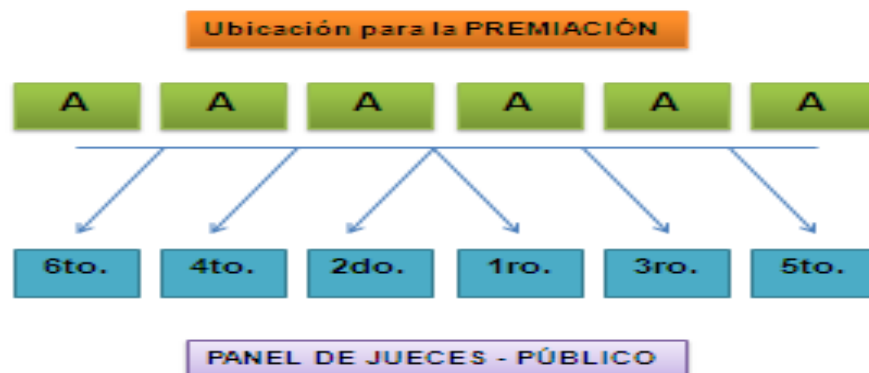 Ubicación para la PREMIACIÓN
A A A A A A
6to. 4to. 2do. 1ro. 3ro. 5to.
PANEL DE JUECES - PÚBLICO